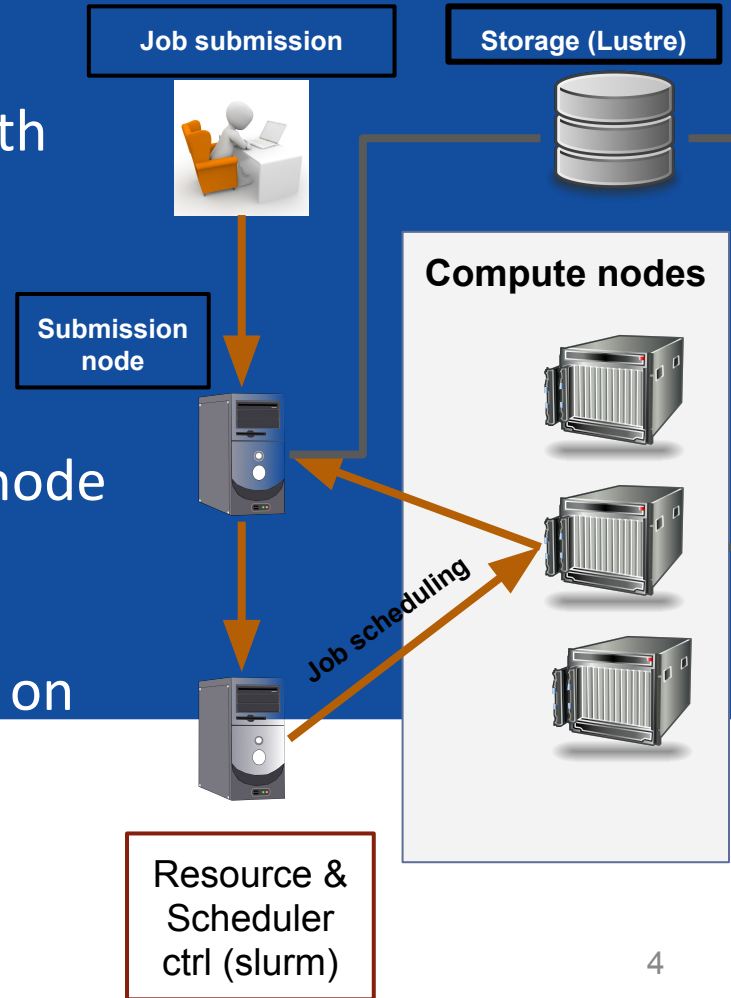 Job submission
Storage (Lustre)
th
Compute nodes
Submission
node
node
Job scheduling
on
Resource &
Scheduler
ctrl (slurm)
4